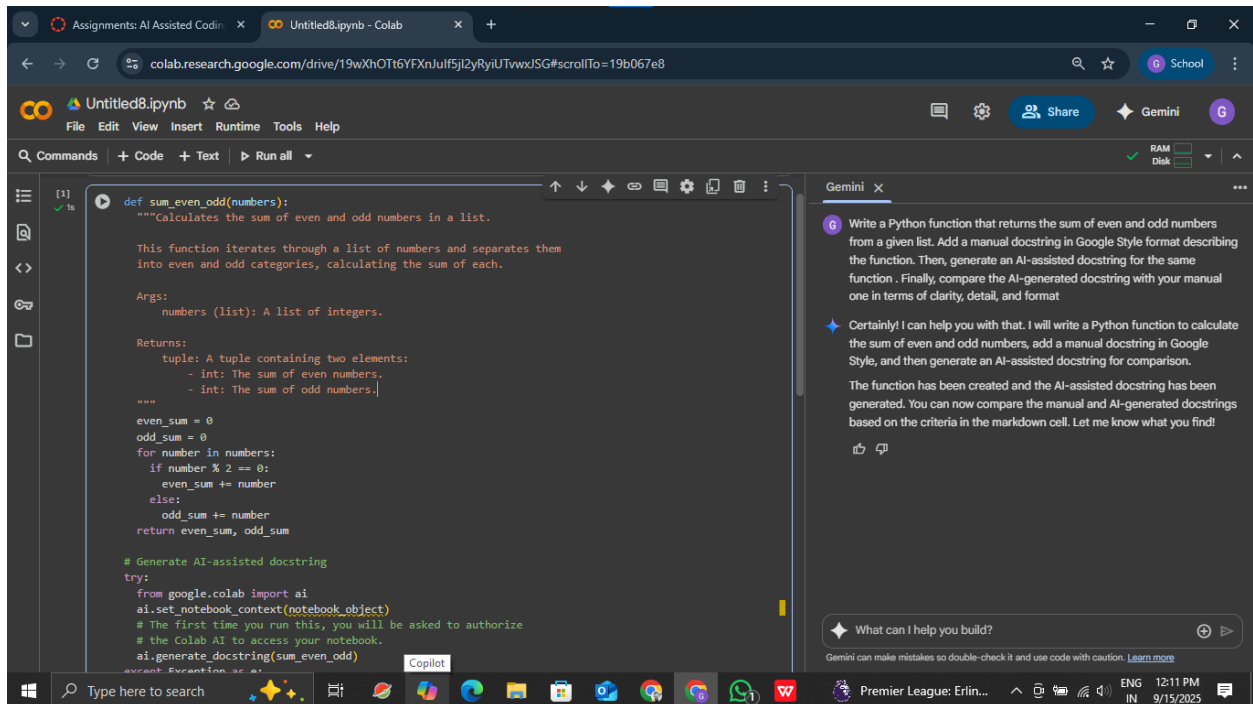 Assignments: AI Assisted Codin
Untitled8.ipynb - Colab
colab.research.google.com/drive/19wXhOTt6YFXnJuIf5jI2yRyiUTvwxJSG#scrollTo=19b067e8
School
Untitled8.ipynb
File Edit View Insert Runtime Tools Help
Share
Gemini
G
Commands + Code + Text Run all
RAM
Disk
[1]
1s
def sum_even_odd(numbers):
"""Calculates the sum of even and odd numbers in a list.
This function iterates through a list of numbers and separates them
into even and odd categories, calculating the sum of each.
Args:
numbers (list): A list of integers.
Returns:
tuple: A tuple containing two elements:
- int: The sum of even numbers.
- int: The sum of odd numbers.
"""
even_sum = 0
odd_sum = 0
for number in numbers:
if number % 2 == 0:
even_sum += number
else:
odd_sum += number
return even_sum, odd_sum
# Generate AI-assisted docstring
try:
from google.colab import ai
ai.set_notebook_context(notebook_object)
# The first time you run this, you will be asked to authorize
# the Colab AI to access your notebook.
ai.generate_docstring(sum_even_odd)
except Exception as e:
Copilot
Gemini
G
Write a Python function that returns the sum of even and odd numbers
from a given list. Add a manual docstring in Google Style format describing
the function. Then, generate an AI-assisted docstring for the same
function . Finally, compare the AI-generated docstring with your manual
one in terms of clarity, detail, and format
Certainly! I can help you with that. I will write a Python function to calculate
the sum of even and odd numbers, add a manual docstring in Google
Style, and then generate an AI-assisted docstring for comparison.
The function has been created and the AI-assisted docstring has been
generated. You can now compare the manual and AI-generated docstrings
based on the criteria in the markdown cell. Let me know what you find!
What can I help you build?
Gemini can make mistakes so double-check it and use code with caution. Learn more
Type here to search
Premier League: Erlin...
ENG
IN
12:11 PM
9/15/2025